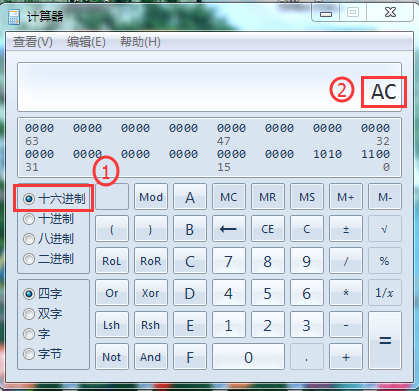 计算器
查看(V) 编辑(E) 帮助(H)
② AC
0000 0000 0000 0000 0000 0000 0000 0000
63 47 32
0000 0000 0000 0000 0000 0000 1010 1100
31 15 0
①
十六进制 Mod A MC MR MS M+ M-
十进制
八进制 ( ) B ← CE C ± √
二进制 RoL RoR C 7 8 9 / %
四字 Or Xor D 4 5 6 * 1/x
双字
字 Lsh Rsh E 1 2 3 - =
字节 Not And F 0 . +